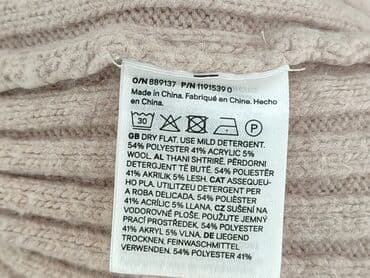 O/N 889137 P/N 1191539 0
Made in China. Fabriqué en Chine. Hecho
en China.
30 P
GB DRY FLAT. USE MILD DETERGENT.
54% POLYESTER 41% ACRYLIC 5%
WOOL. AL THANI SHTRIRË. PËRDORNI
DETERJENT TË BUTË. 54% POLIESTËR
41% AKRILIK 5% LESH. CAT ASSEQUEU-
HO PLA. UTILITZEU DETERGENT PER
A ROBA DELICADA. 54% POLIÈSTER
41% ACRÍLIC 5% LLANA. CZ SUŠENÍ NA
VODOROVNÉ PLOŠE. POUŽIJTE JEMNÝ
PRACÍ PROSTŘEDEK. 54% POLYESTER
41% AKRYL 5% VLNA. DE LIEGEND
TROCKNEN, FEINWASCHMITTEL
VERWENDEN. 54% POLYESTER 41%